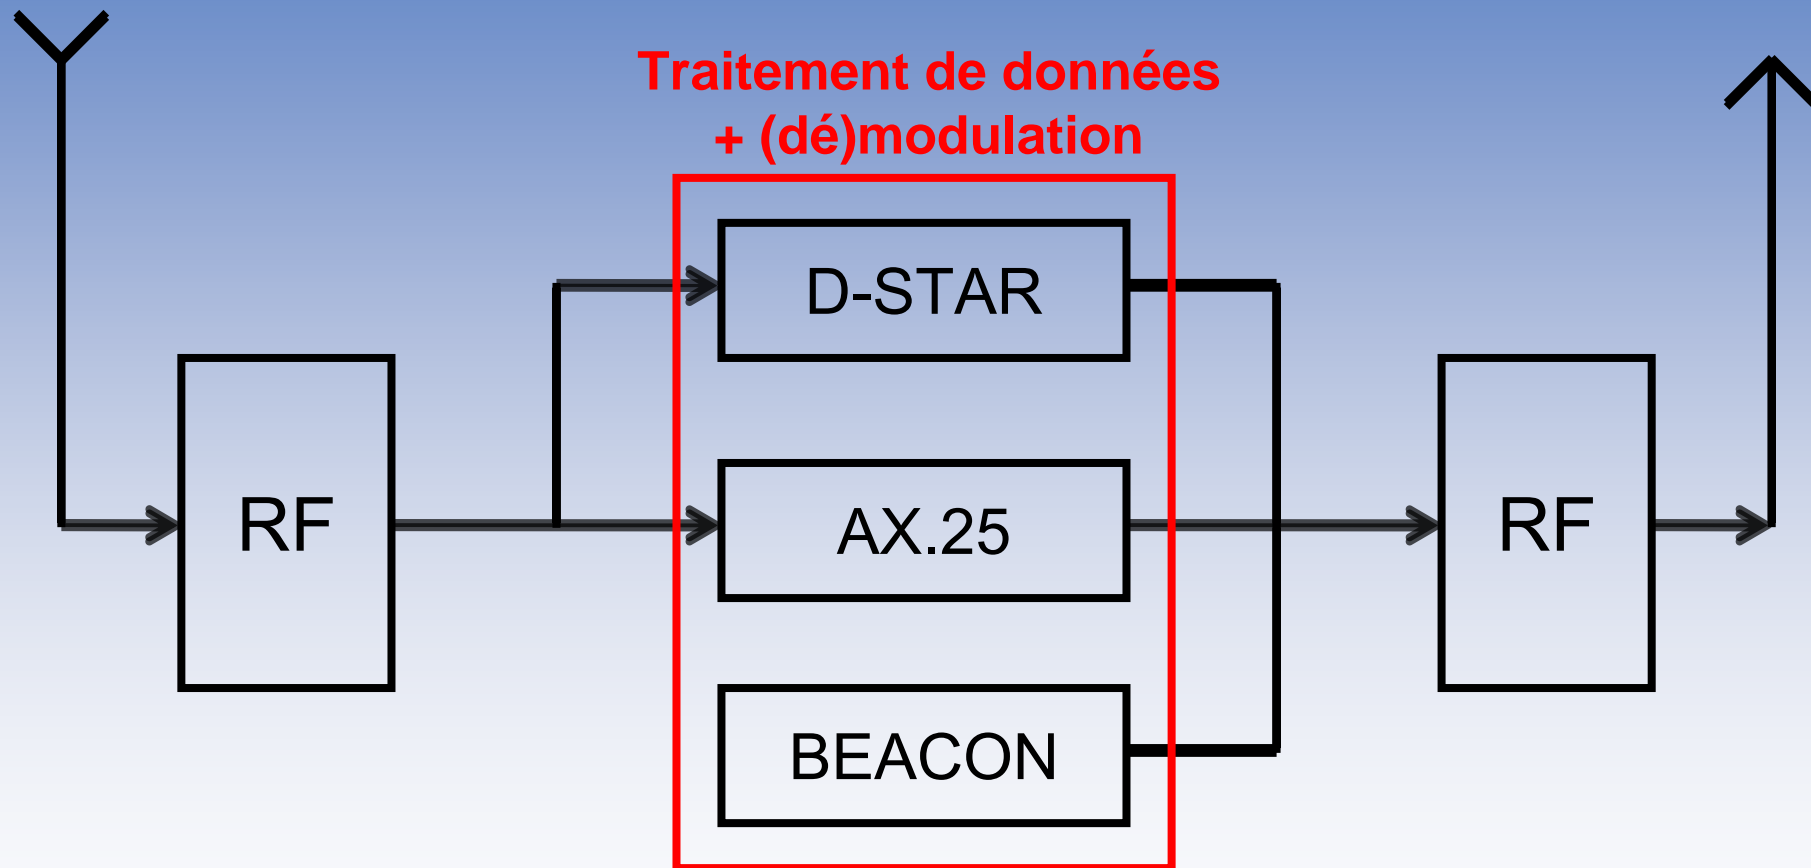 Traitement de données
+ (dé)modulation
D-STAR
RF
AX.25
RF
BEACON